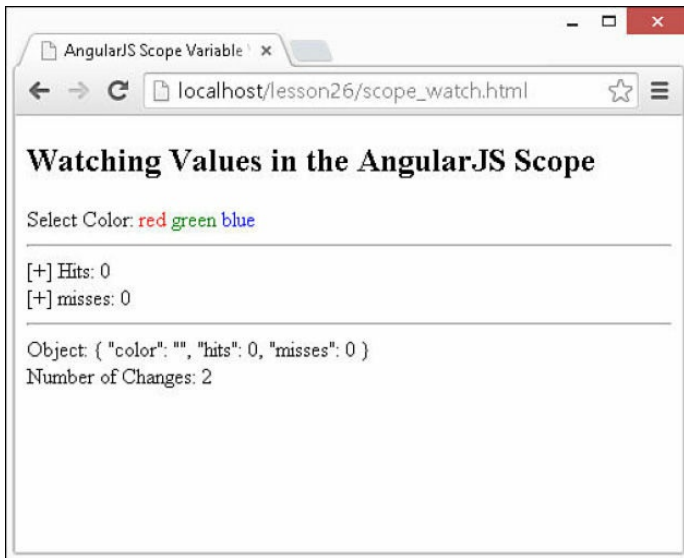 AngularJS Scope Variable
localhost/lesson26/scope_watch.html
Watching Values in the AngularJS Scope
Select Color: red green blue
[+] Hits: 0
[+] misses: 0
Object: { "color": "", "hits": 0, "misses": 0 }
Number of Changes: 2